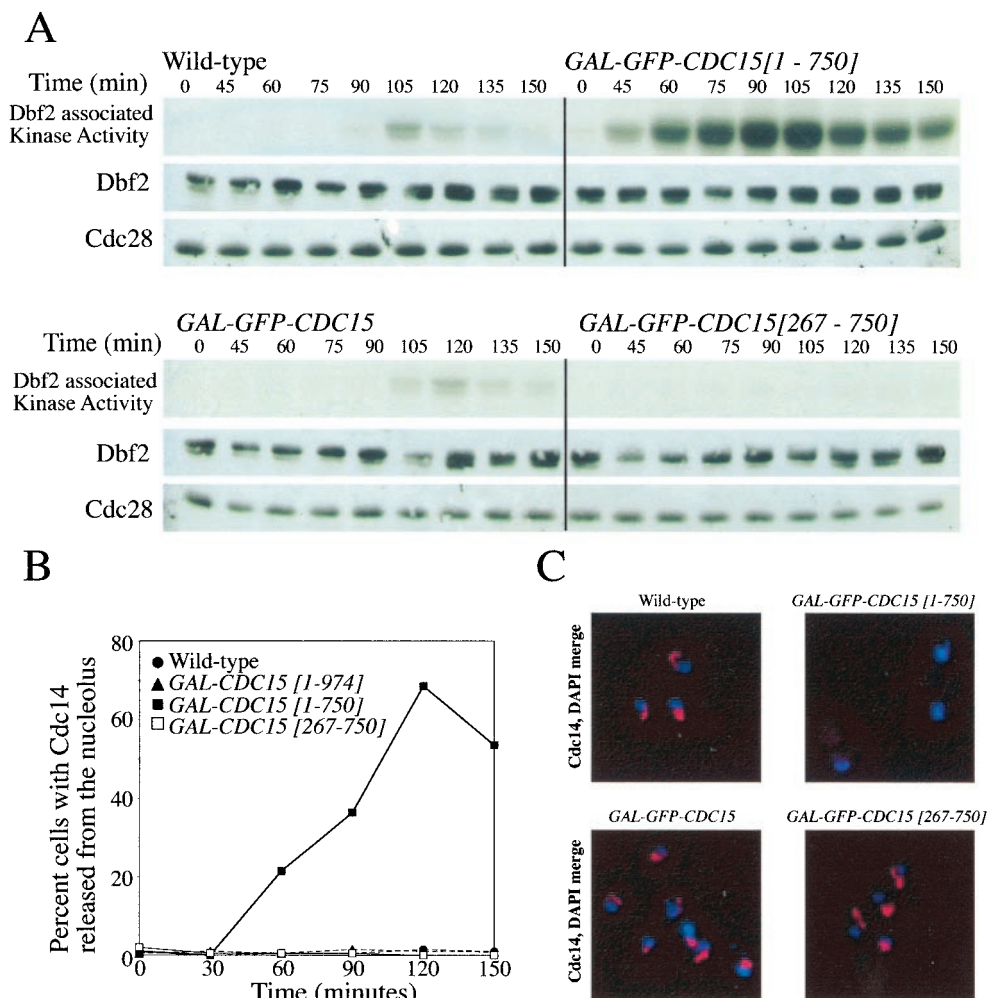 A
Wild-type GAL-GFP-CDC15[1 - 750]
Time (min) 0 45 60 75 90 105 120 135 150 0 45 60 75 90 105 120 135 150
Dbf2 associated
Kinase Activity
Dbf2
Cdc28
GAL-GFP-CDC15 GAL-GFP-CDC15[267 - 750]
Time (min) 0 45 60 75 90 105 120 135 150 0 45 60 75 90 105 120 135 150
Dbf2 associated
Kinase Activity
Dbf2
Cdc28
B
Percent cells with Cdc14
released from the nucleolus
80
60
40
20
0
Wild-type
GAL-CDC15 [1-974]
GAL-CDC15 [1-750]
GAL-CDC15 [267-750]
0 30 60 90 120 150
Time (minutes)
C
Wild-type GAL-GFP-CDC15 [1-750]
Cdc14, DAPI merge
GAL-GFP-CDC15 GAL-GFP-CDC15 [267-750]
Cdc14, DAPI merge